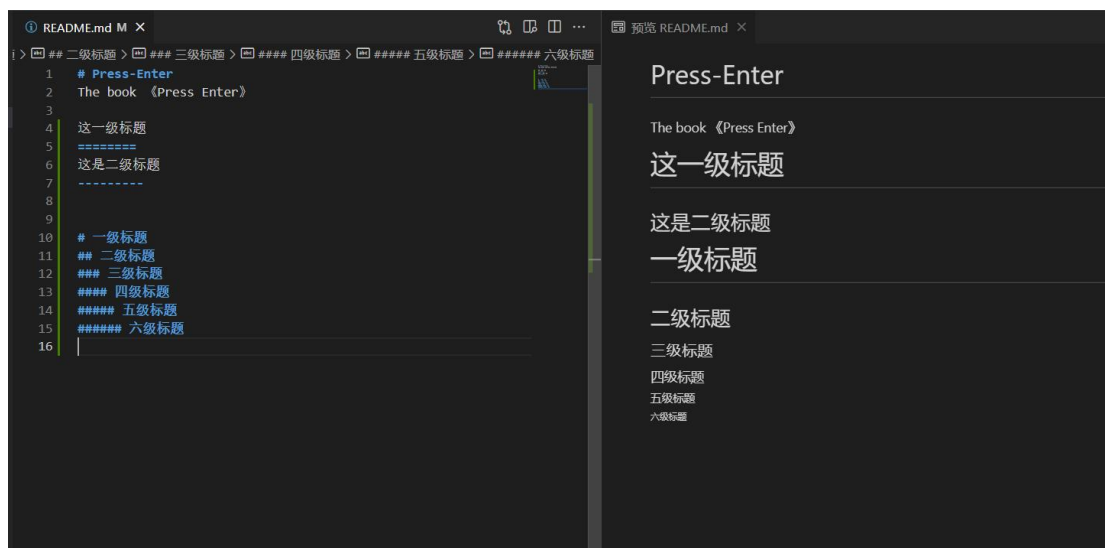 README.md M ×
预览 README.md ×
## 二级标题 > ### 三级标题 > #### 四级标题 > ##### 五级标题 > ###### 六级标题
1 # Press-Enter
2 The book 《Press Enter》
3
4 这一级标题
5 ========
6 这是二级标题
7 ---------
8
9
10 # 一级标题
11 ## 二级标题
12 ### 三级标题
13 #### 四级标题
14 ##### 五级标题
15 ###### 六级标题
16
Press-Enter
The book 《Press Enter》
这一级标题
这是二级标题
一级标题
二级标题
三级标题
四级标题
五级标题
六级标题